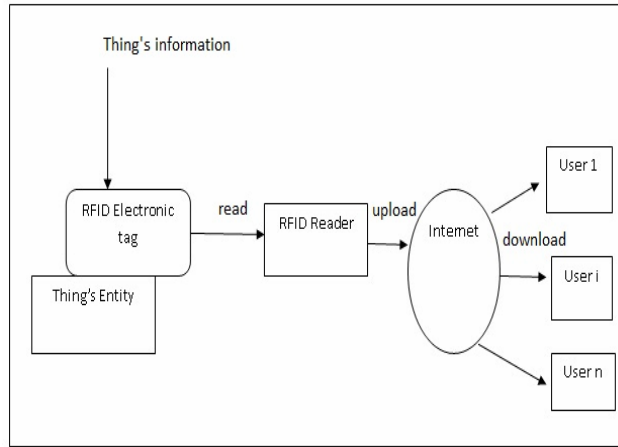 Thing's information
RFID Electronic
tag
Thing's Entity
read
RFID Reader
upload
Internet
download
User 1
User i
User n